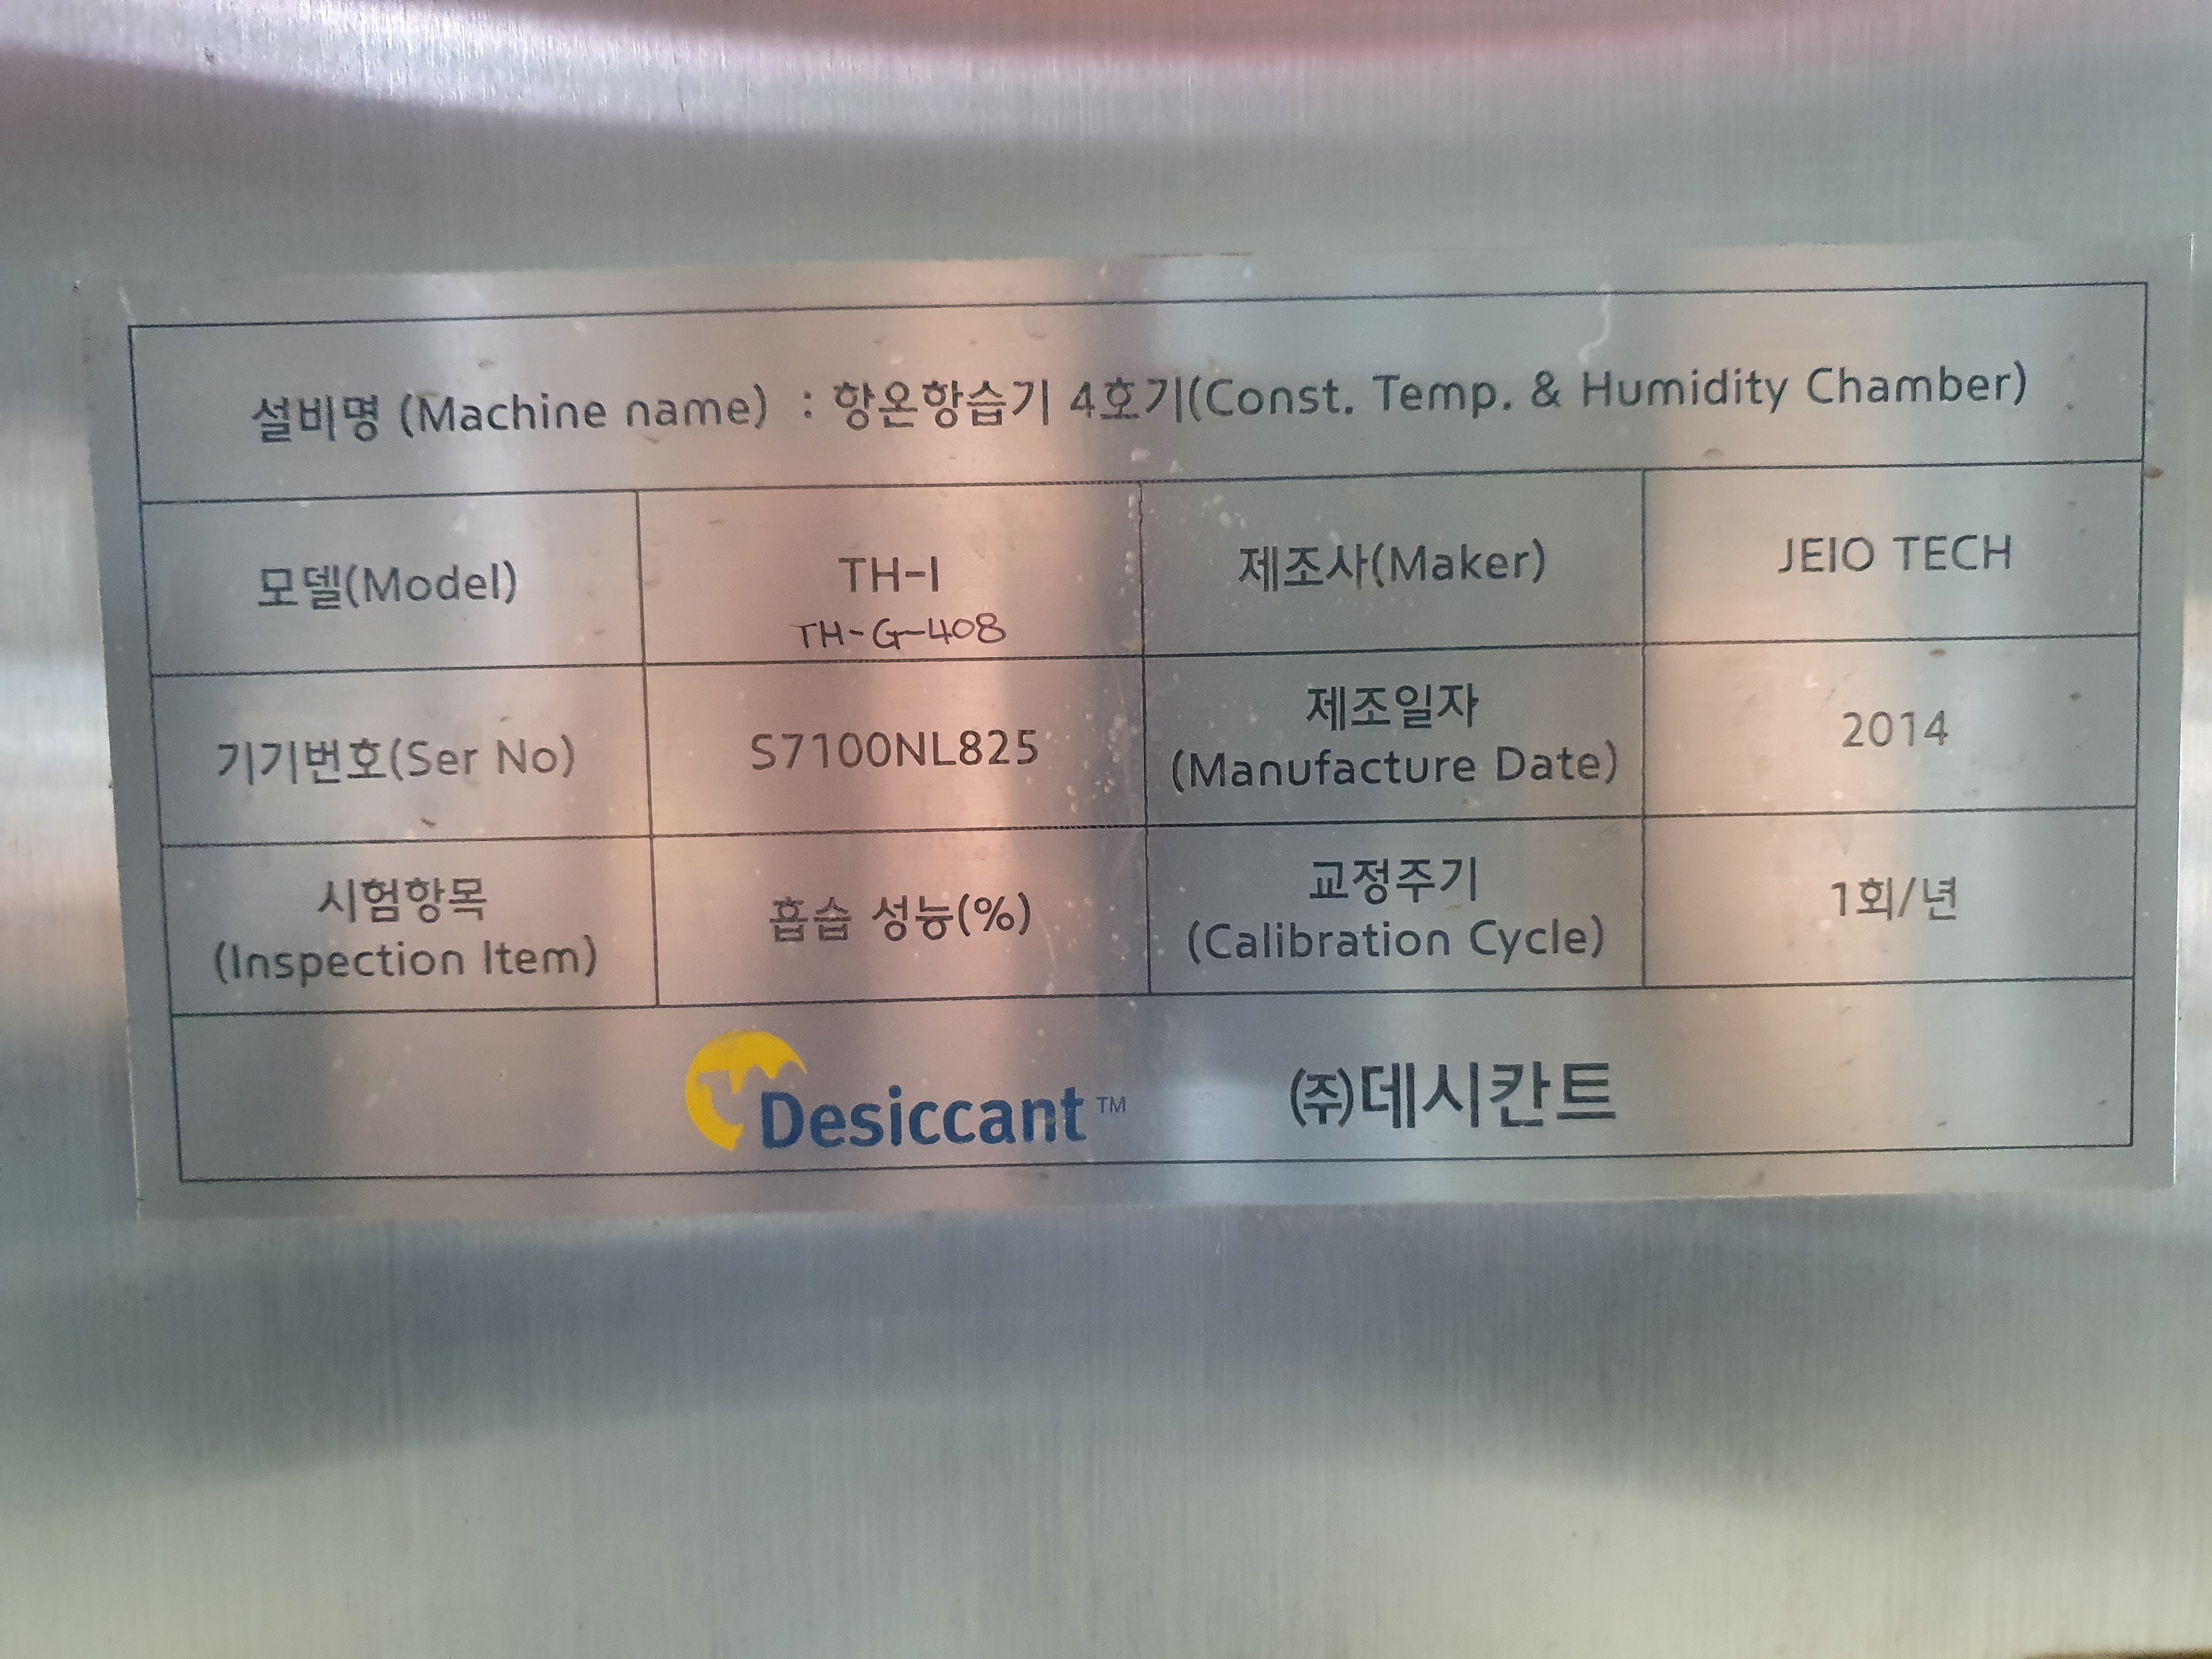 설비명 (Machine name) : 항온항습기 4호기(Const. Temp. & Humidity Chamber)
모델(Model)
TH-I
TH-G-408
제조사(Maker)
JEIO TECH
기기번호(Ser No)
S7100NL825
제조일자
(Manufacture Date)
2014
시험항목
(Inspection Item)
흡습 성능(%)
교정주기
(Calibration Cycle)
1회/년
Desiccant™
㈜데시칸트